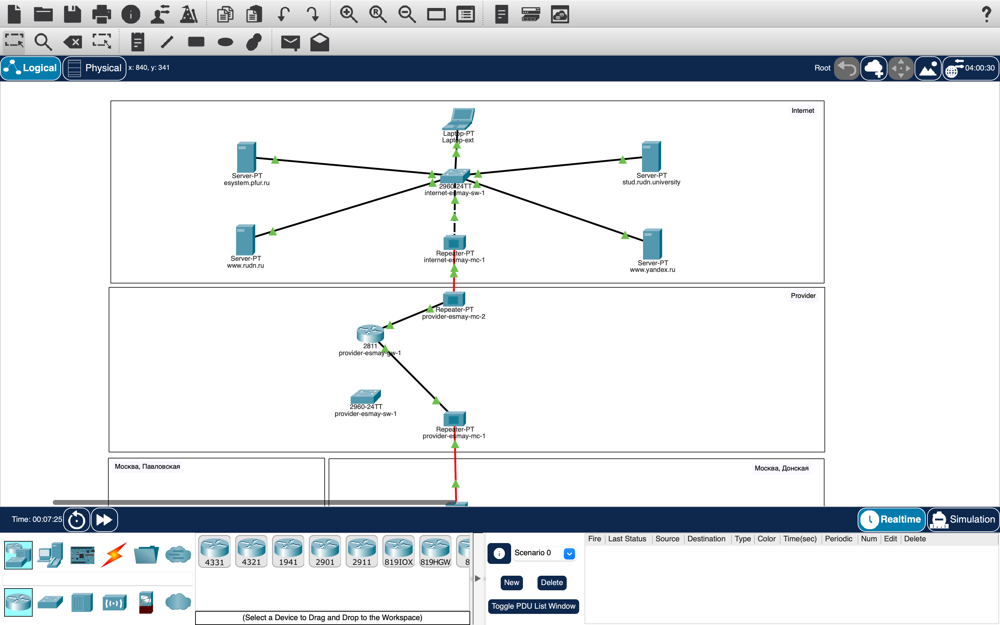 ?
Logical
Physical
x: 840, y: 341
Root
04:00:30
Internet
Laptop-PT
Laptop-ext
Server-PT
esystem.pfur.ru
Server-PT
stud.rudn.university
2960-24TT
internet-esmay-sw-1
Server-PT
www.rudn.ru
Repeater-PT
internet-esmay-mc-1
Server-PT
www.yandex.ru
Provider
Repeater-PT
provider-esmay-mc-2
2811
provider-esmay-gw-1
2960-24TT
provider-esmay-sw-1
Repeater-PT
provider-esmay-mc-1
Москва, Павловская
Москва, Донская
Time: 00:07:25
Realtime
Simulation
4331
4321
1941
2901
2911
819IOX
819HGW
8
(Select a Device to Drag and Drop to the Workspace)
Scenario 0
New
Delete
Toggle PDU List Window
Fire Last Status Source Destination Type Color Time(sec) Periodic Num Edit Delete